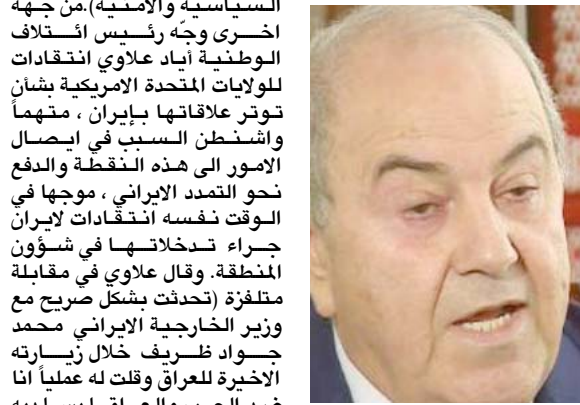 السياسية والامنية).من جهة
اخرى وجّه رئيس ائتلاف
الوطنية أياد علاوي انتقادات
للولايات المتحدة الامريكية بشأن
توتر علاقاتها بإيران ، متهماً
واشنطن السبب في ايصال
الامور الى هذه النقطة والدفع
نحو التمدد الايراني ، موجها في
الوقت نفسه انتقادات لايران
جراء تدخلاتها في شؤون
المنطقة. وقال علاوي في مقابلة
متلفزة (تحدثت بشكل صريح مع
وزير الخارجية الايراني محمد
جواد ظريف خلال زيارته
الاخيرة للعراق وقلت له عملياً انا